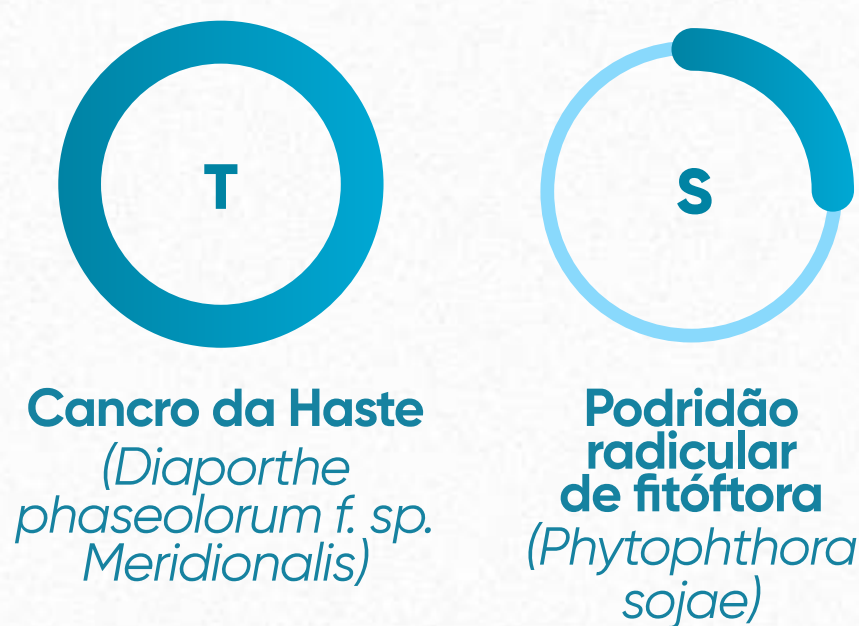 T
S
Cancro da Haste
(Diaporthe
phaseolorum f. sp.
Meridionalis)
Podridão
radicular
de fitóftora
(Phytophthora
sojae)